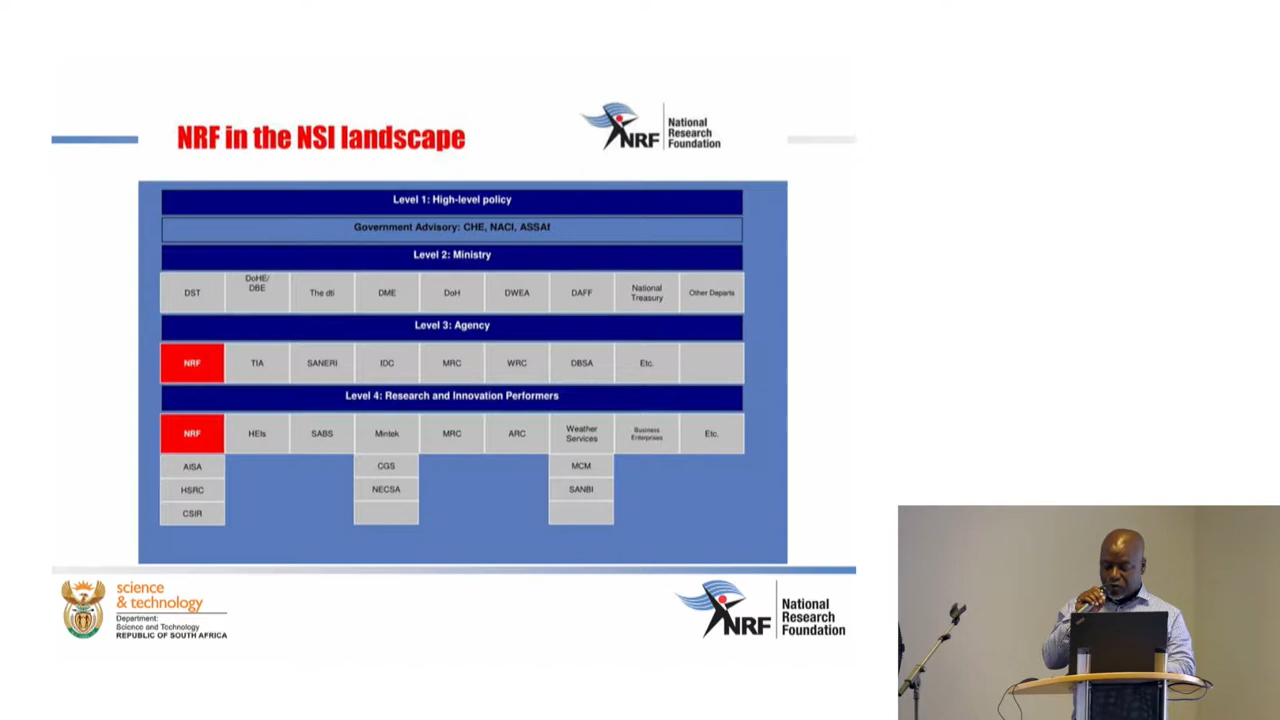 NRF in the NSI landscape
NRF
National
Research
Foundation
Level 1: High-level policy
Government Advisory: CHE, NACI, ASSAf
Level 2: Ministry
DST
DoHE/
DBE
The dti
DME
DoH
DWEA
DAFF
National
Treasury
Other Departs
Level 3: Agency
NRF
TIA
SANERI
IDC
MRC
WRC
DBSA
Etc.
Level 4: Research and Innovation Performers
NRF
HEIs
SABS
Mintek
MRC
ARC
Weather
Services
Business
Enterprises
Etc.
AISA
CGS
MCM
HSRC
NECSA
SANBI
CSIR
science
& technology
Department:
Science and Technology
REPUBLIC OF SOUTH AFRICA
NRF
National
Research
Foundation